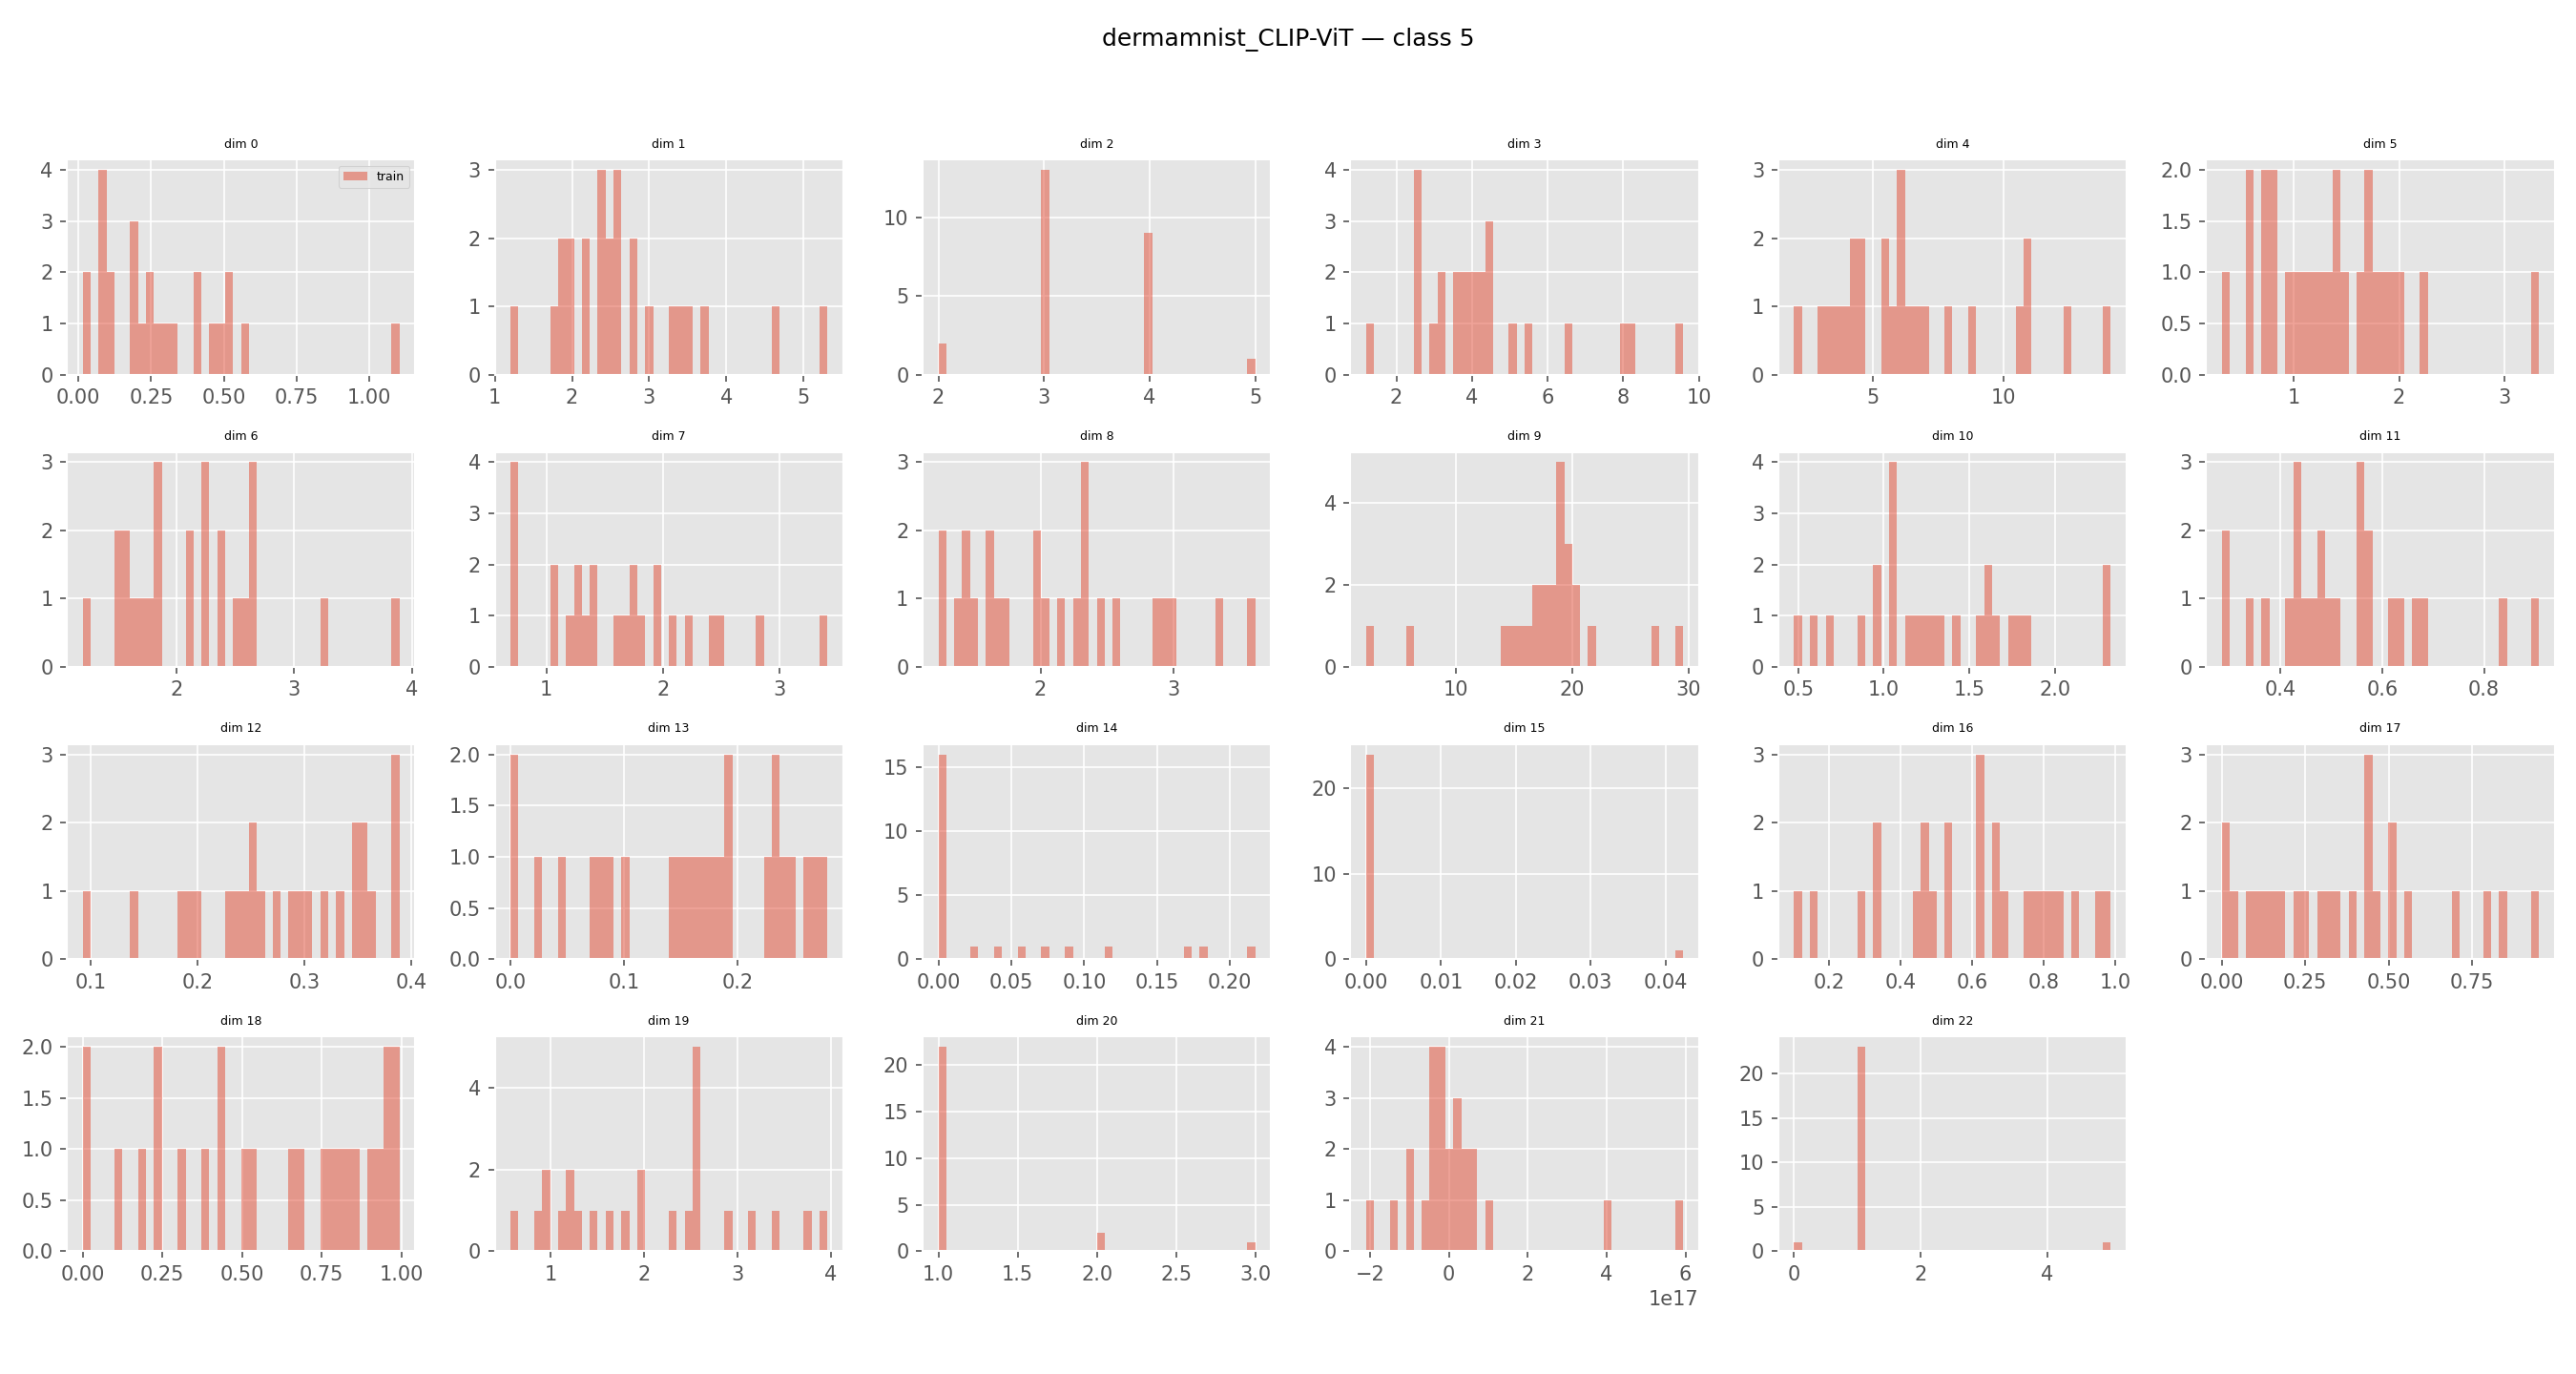 dermamnist_CLIP-ViT — class 5
dim 0
dim 1
dim 2
dim 3
dim 4
dim 5
4 3 2 1 0
train
0.00 0.25 0.50 0.75 1.00
3 2 1 0
1 2 3 4 5
10 5 0
2 3 4 5
4 3 2 1 0
2 4 6 8 10
3 2 1 0
5 10
2.0 1.5 1.0 0.5 0.0
1 2 3
dim 6
dim 7
dim 8
dim 9
dim 10
dim 11
3 2 1 0
2 3 4
4 3 2 1 0
1 2 3
3 2 1 0
2 3
4 2 0
10 20 30
4 3 2 1 0
0.5 1.0 1.5 2.0
3 2 1 0
0.4 0.6 0.8
dim 12
dim 13
dim 14
dim 15
dim 16
dim 17
3 2 1 0
0.1 0.2 0.3 0.4
2.0 1.5 1.0 0.5 0.0
0.0 0.1 0.2
15 10 5 0
0.00 0.05 0.10 0.15 0.20
20 10 0
0.00 0.01 0.02 0.03 0.04
3 2 1 0
0.2 0.4 0.6 0.8 1.0
3 2 1 0
0.00 0.25 0.50 0.75
dim 18
dim 19
dim 20
dim 21
dim 22
2.0 1.5 1.0 0.5 0.0
0.00 0.25 0.50 0.75 1.00
4 2 0
1 2 3 4
20 15 10 5 0
1.0 1.5 2.0 2.5 3.0
4 3 2 1 0
−2 0 2 4 6
1e17
20 15 10 5 0
0 2 4